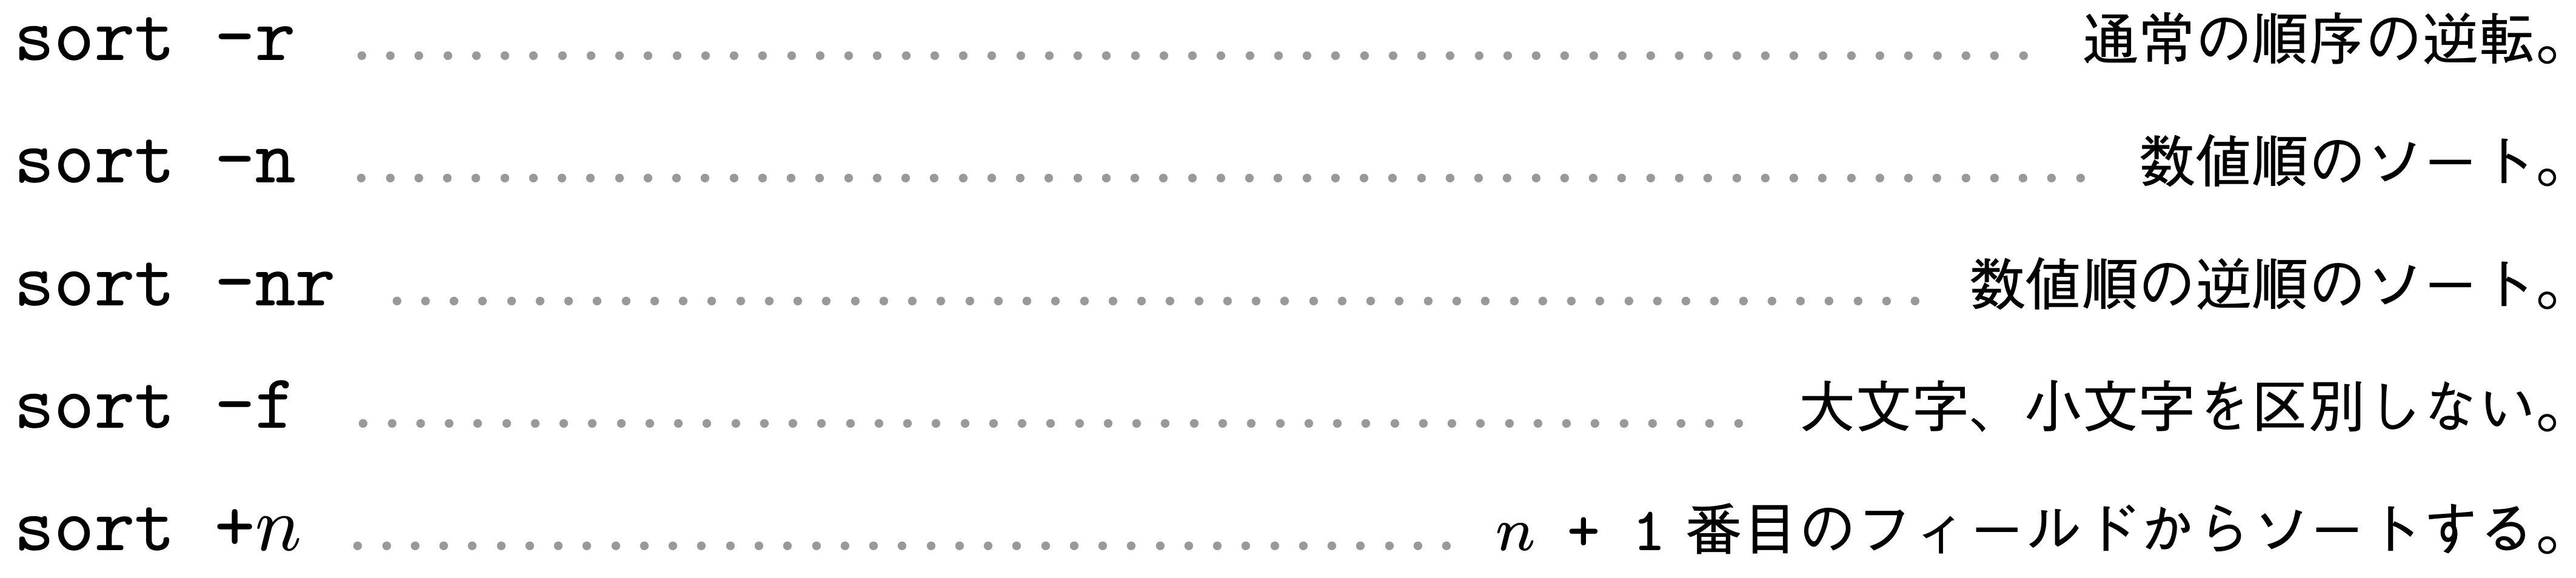 sort -r ........................................................... 通常の順序の逆転。
sort -n ............................................................. 数値順のソート。
sort -nr ...................................................... 数値順の逆順のソート。
sort -f ................................................. 大文字、小文字を区別しない。
sort +n ....................................... n + 1 番目のフィールドからソートする。